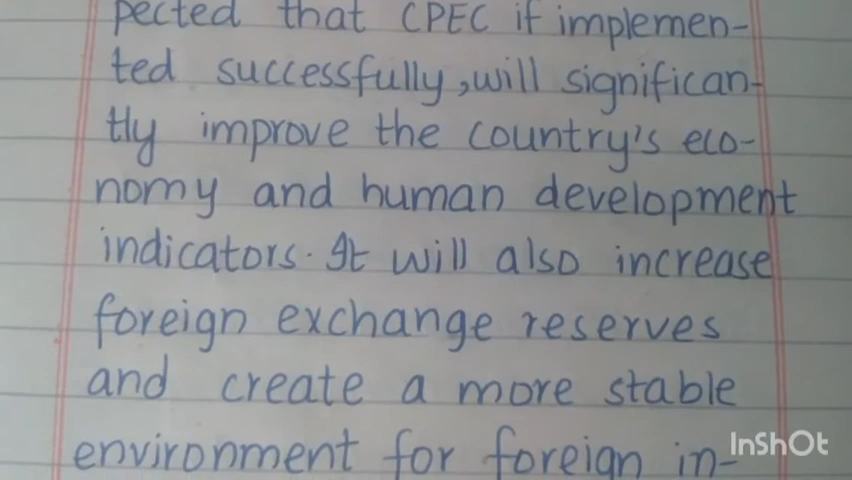 pected that CPEC if implemen-
ted successfully, will significan-
tly improve the country's eco-
nomy and human development
indicators. It will also increase
foreign exchange reserves
and create a more stable
environment for foreign in-
InShOt